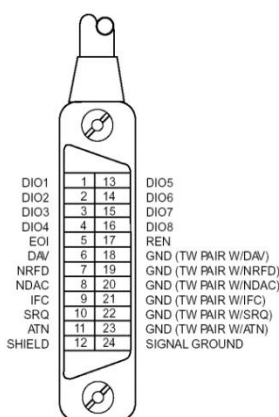 DIO1 1 13 DIO5
DIO2 2 14 DIO6
DIO3 3 15 DIO7
DIO4 4 16 DIO8
EOI 5 17 REN
DAV 6 18 GND (TW PAIR W/DAV)
NRFD 7 19 GND (TW PAIR W/NRFD)
NDAC 8 20 GND (TW PAIR W/NDAC)
IFC 9 21 GND (TW PAIR W/IFC)
SRQ 10 22 GND (TW PAIR W/SRQ)
ATN 11 23 GND (TW PAIR W/ATN)
SHIELD 12 24 SIGNAL GROUND